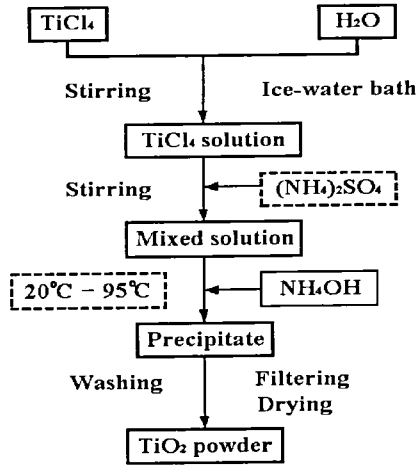 TiCl₄
H₂O
Stirring
Ice-water bath
TiCl₄ solution
Stirring
(NH₄)₂SO₄
Mixed solution
20°C - 95°C
NH₄OH
Precipitate
Washing
Filtering
Drying
TiO₂ powder